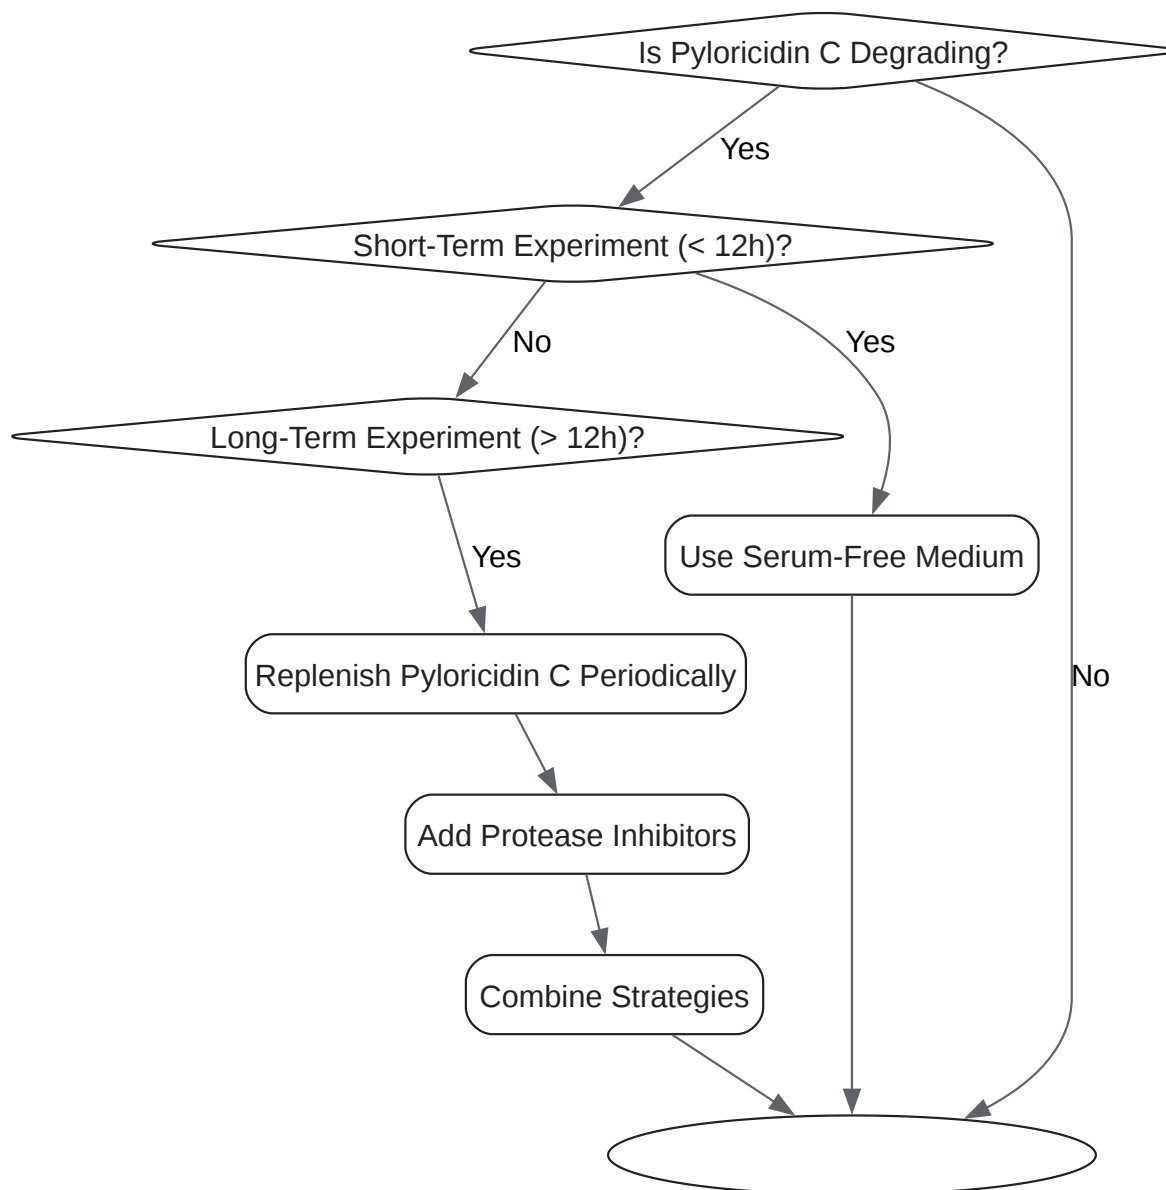 Is Pyloricidin C Degrading?
Yes
Short-Term Experiment (< 12h)?
No
Yes
Long-Term Experiment (> 12h)?
Yes
Use Serum-Free Medium
Replenish Pyloricidin C Periodically
No
Add Protease Inhibitors
Combine Strategies